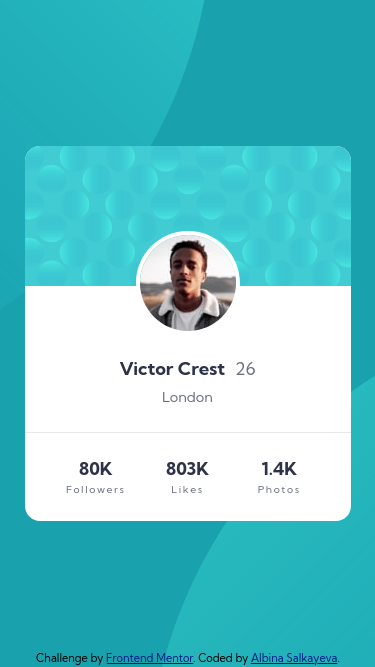 Victor Crest 26
London
80K 803K 1.4K
Followers Likes Photos
Challenge by Frontend Mentor. Coded by Albina Salkayeva.